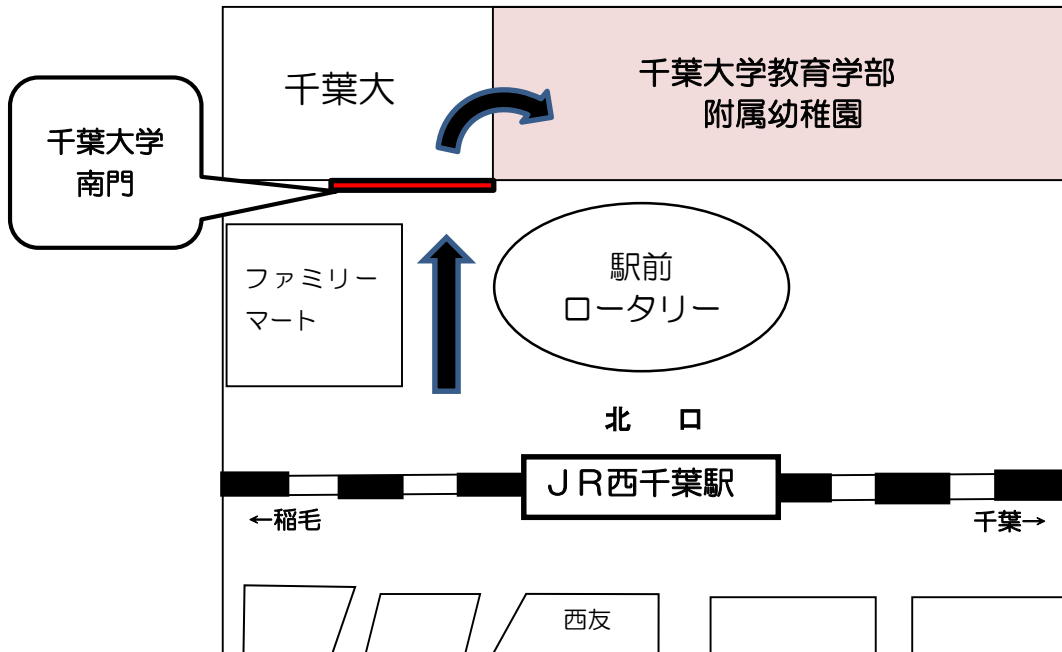 千葉大
千葉大学教育学部
附属幼稚園
千葉大学
南門
ファミリー
マート
駅前
ロータリー
北　口
ＪＲ西千葉駅
←稲毛
千葉→
西友